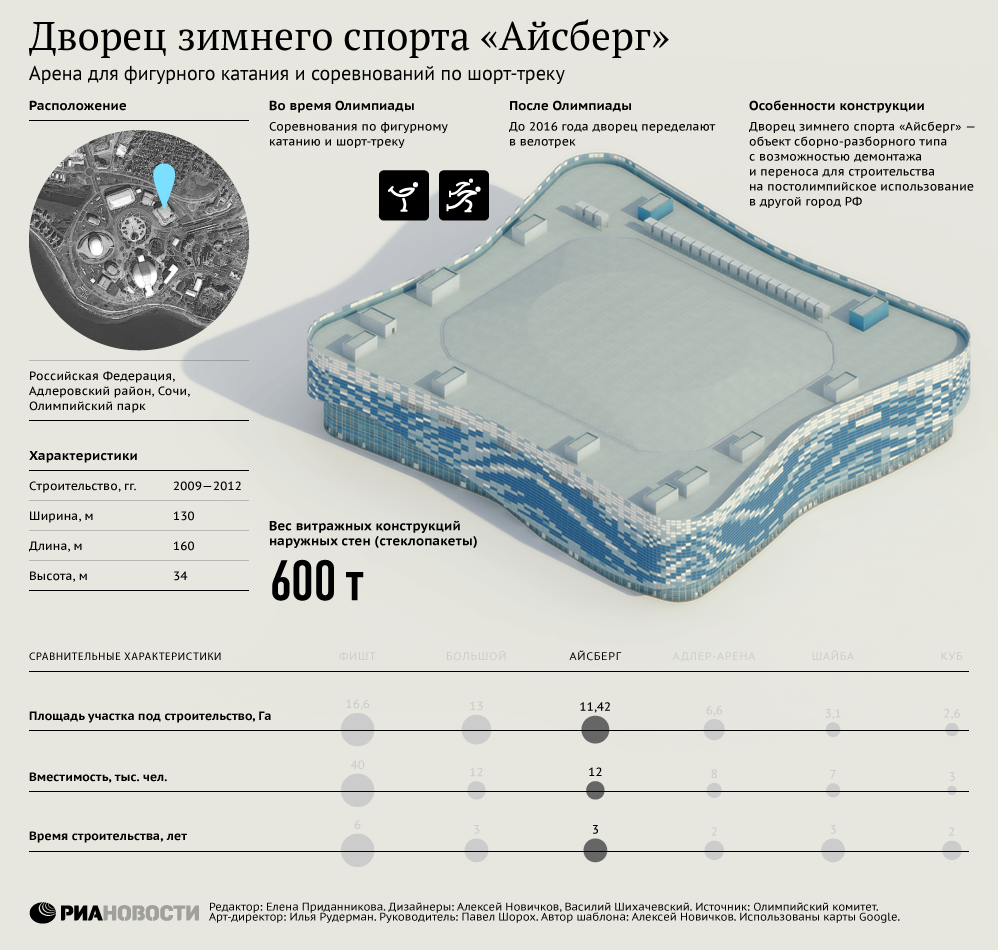 Дворец зимнего спорта «Айсберг»
Арена для фигурного катания и соревнований по шорт-треку
Расположение
Российская Федерация,
Адлеровский район, Сочи,
Олимпийский парк
Характеристики
Строительство, гг. 2009—2012
Ширина, м 130
Длина, м 160
Высота, м 34
Во время Олимпиады
Соревнования по фигурному
катанию и шорт-треку
После Олимпиады
До 2016 года дворец переделают
в велотрек
Особенности конструкции
Дворец зимнего спорта «Айсберг» —
объект сборно-разборного типа
с возможностью демонтажа
и переноса для строительства
на постолимпийское использование
в другой город РФ
Вес витражных конструкций
наружных стен (стеклопакеты)
600 т
СРАВНИТЕЛЬНЫЕ ХАРАКТЕРИСТИКИ ФИШТ БОЛЬШОЙ АЙСБЕРГ АДЛЕР-АРЕНА ШАЙБА КУБ
Площадь участка под строительство, Га 16,6 13 11,42 6,6 3,1 2,6
Вместимость, тыс. чел. 40 12 12 8 7 3
Время строительства, лет 6 3 3 2 3 2
РИАНОВОСТИ
Редактор: Елена Приданникова. Дизайнеры: Алексей Новичков, Василий Шихачевский. Источник: Олимпийский комитет.
Арт-директор: Илья Рудерман. Руководитель: Павел Шорох. Автор шаблона: Алексей Новичков. Использованы карты Google.